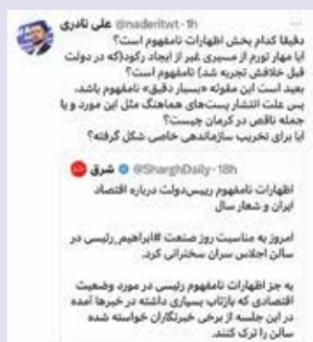 علی نادری @naderitwt · 1h
دقیقا کدام بخش اظهارات نامفهوم است؟
آیا مهار تورم از مسیری غیر از ایجاد رکود(که در دولت
قبل خلافش تجربه شد) نامفهوم است؟
بعید است این مقوله «بسیار دقیق» نامفهوم باشد،
پس علت انتشار پست‌های هماهنگ مثل این مورد و یا
جمله ناقص در کرمان چیست؟
آیا برای تخریب سازماندهی خاصی شکل گرفته؟
شرق @SharghDaily · 18h
اظهارات نامفهوم رییس‌دولت درباره اقتصاد
ایران و شعار سال
امروز به مناسبت روز صنعت #ابراهیم_رئیسی در
سالن اجلاس سران سخنرانی کرد.
به جز اظهارات نامفهوم رئیسی در مورد وضعیت
اقتصادی که بازتاب بسیاری داشته در خبرها آمده
در این جلسه از برخی خبرنگاران خواسته شده
سالن را ترک کنند.